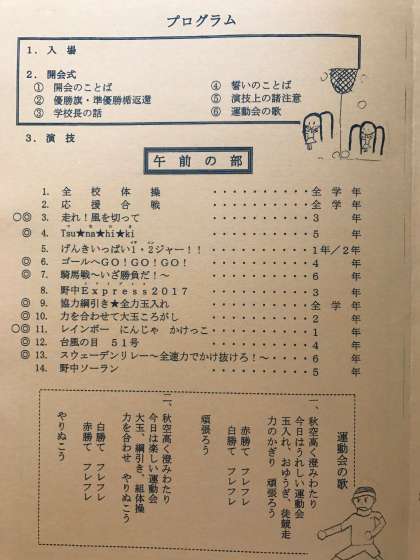 プログラム
1．入 場
2．開会式
① 開会のことば ④ 誓いのことば
② 優勝旗・準優勝楯返還 ⑤ 演技上の諸注意
③ 学校長の話 ⑥ 運動会の歌
3．演 技
午前の部
1. 全校体操 ・・・・・・・・・・ 全学年
2. 応援合戦 ・・・・・・・・・・ 全学年
○◎ 3. 走れ！風を切って ・・・・・・・・・・ 3 年
◎ 4. Tsu★na★hi★ki ・・・・・・・・・・ 5 年
5. げんきいっぱい1・2ジャー！！ ・・・・・・・・・・ 1年／2年
◎ 6. ゴールへGO！GO！GO！ ・・・・・・・・・・ 4 年
◎ 7. 騎馬戦～いざ勝負だ！～ ・・・・・・・・・・ 6 年
8. 野中Express2017 ・・・・・・・・・・ 3 年
◎ 9. 協力綱引き★全力玉入れ ・・・・・・・・・・ 全学年
◎ 10. 力を合わせて大玉ころがし ・・・・・・・・・・ 2 年
○◎ 11. レインボー にんじゃ かけっこ ・・・・・・・・・・ 1 年
◎ 12. 台風の目 51号 ・・・・・・・・・・ 4 年
◎ 13. スウェーデンリレー～全速力でかけ抜けろ！～ ・・・・ 6 年
14. 野中ソーラン ・・・・・・・・・・ 5 年
運動会の歌
一、秋空高く澄みわたり
今日はうれしい運動会
玉入れ、おゆうぎ、徒競走
力のかぎり 頑張ろう
赤勝て フレフレ
白勝て フレフレ
頑張ろう
二、秋空高く澄みわたり
今日は楽しい運動会
大玉、綱引き、組体操
力を合わせ やりぬこう
白勝て フレフレ
赤勝て フレフレ
やりぬこう